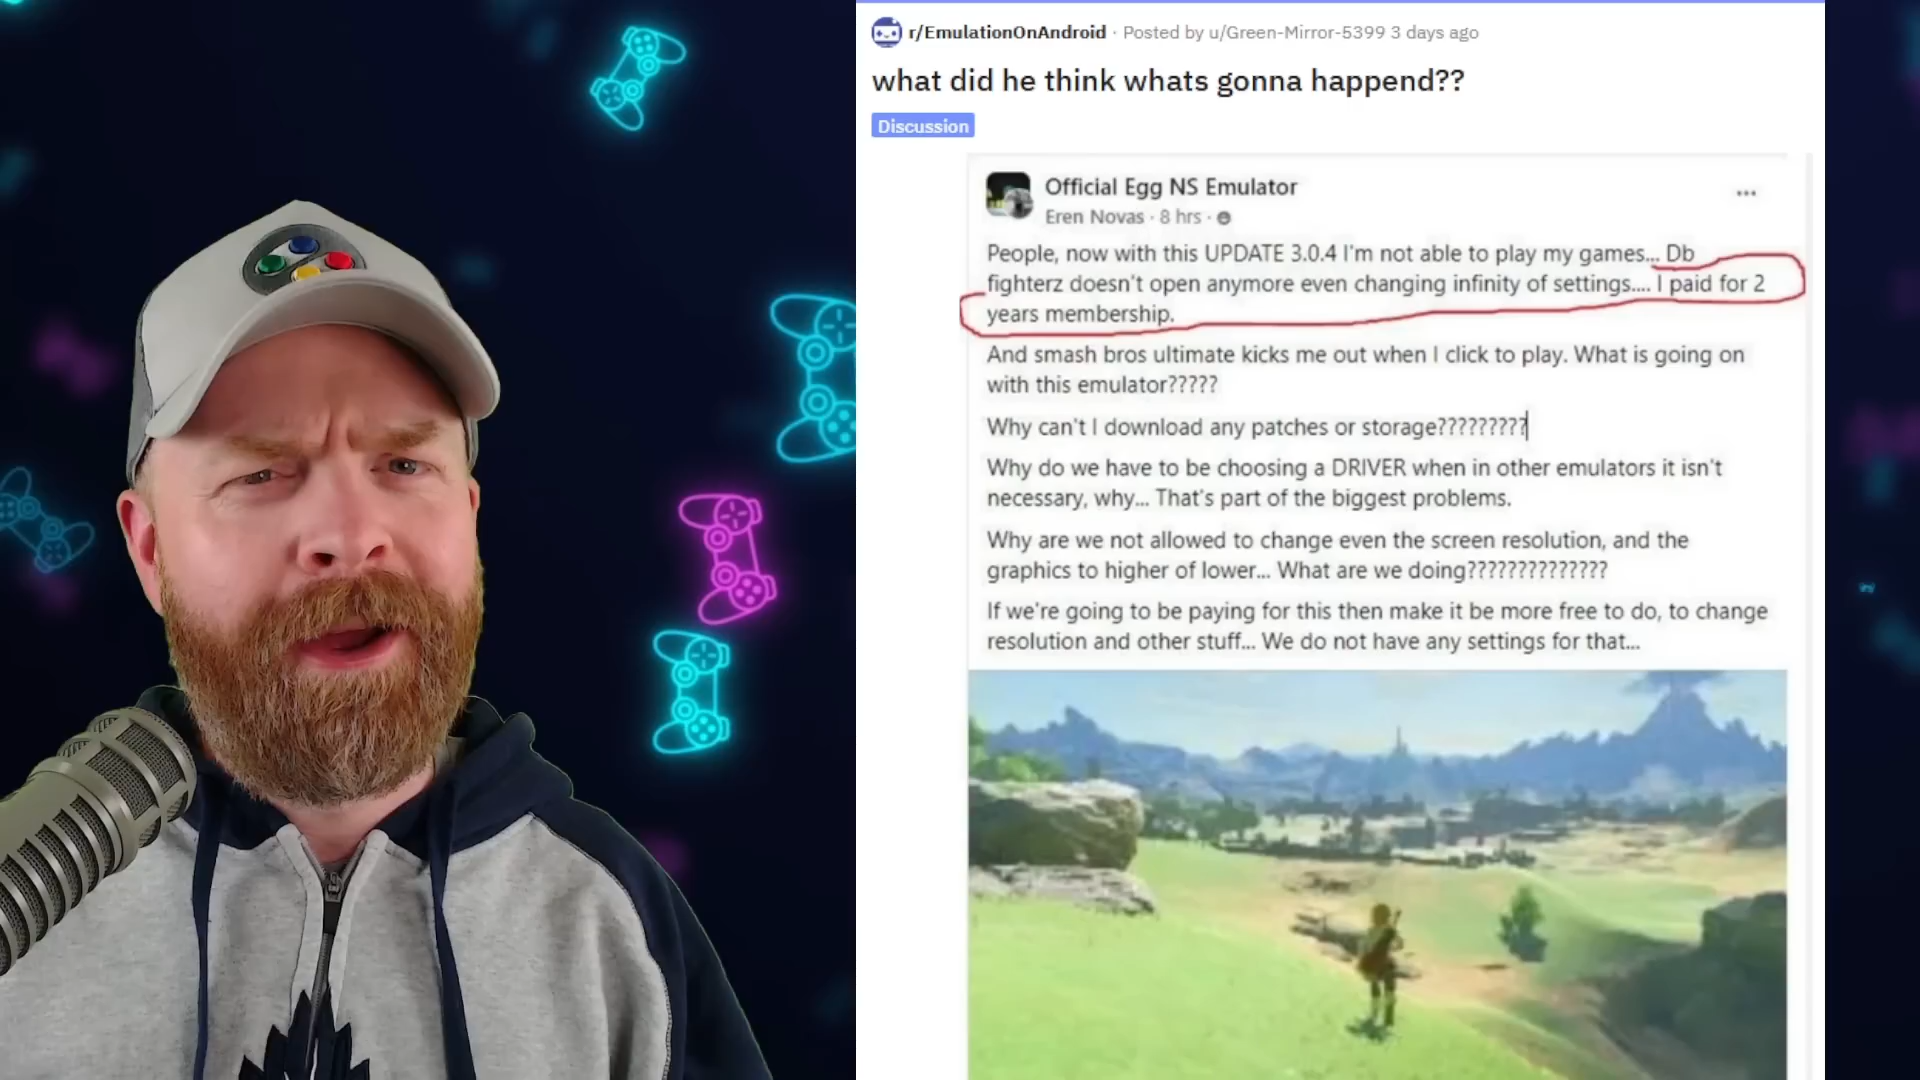 r/EmulationOnAndroid · Posted by u/Green-Mirror-5399 3 days ago
what did he think whats gonna happend??
Discussion
Official Egg NS Emulator
Eren Novas · 8 hrs ·
People, now with this UPDATE 3.0.4 I'm not able to play my games... Db
fighterz doesn't open anymore even changing infinity of settings.... I paid for 2
years membership.
And smash bros ultimate kicks me out when I click to play. What is going on
with this emulator?????
Why can't I download any patches or storage?????????
Why do we have to be choosing a DRIVER when in other emulators it isn't
necessary, why... That's part of the biggest problems.
Why are we not allowed to change even the screen resolution, and the
graphics to higher of lower... What are we doing??????????????
If we're going to be paying for this then make it be more free to do, to change
resolution and other stuff... We do not have any settings for that...